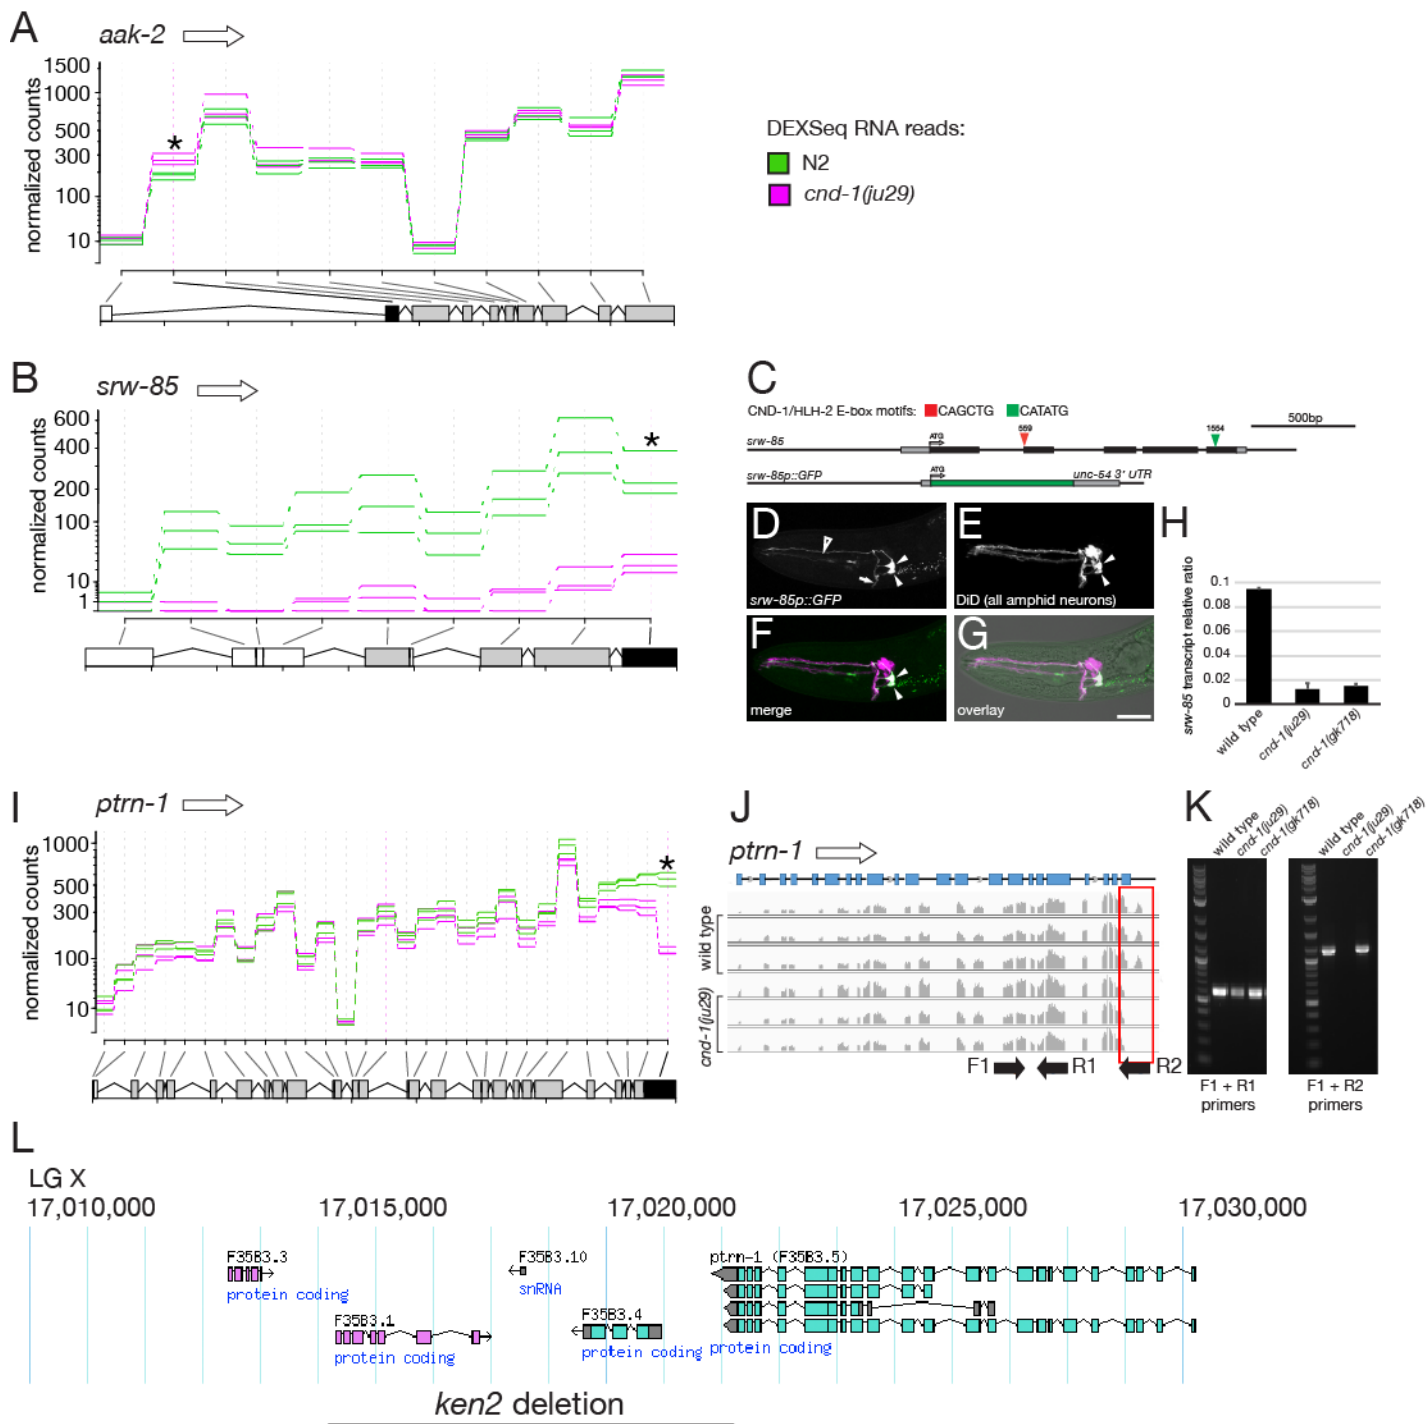 A
aak-2
normalized counts
1500
1000
500
300
100
10
*
DEXSeq RNA reads:
N2
cnd-1(ju29)
B
srw-85
normalized counts
600
400
200
100
10
1
*
C
CND-1/HLH-2 E-box motifs: CAGCTG CATATG
500bp
srw-85
ATG
559
1554
srw-85p::GFP
ATG
unc-54 3' UTR
D
srw-85p::GFP
E
DiD (all amphid neurons)
F
merge
G
overlay
H
srw-85 transcript relative ratio
0.1
0.08
0.06
0.04
0.02
0
wild type
cnd-1(ju29)
cnd-1(gk718)
I
ptrn-1
normalized counts
1000
500
300
100
10
*
J
ptrn-1
wild type
cnd-1(ju29)
F1
R1
R2
K
wild type
cnd-1(ju29)
cnd-1(gk718)
wild type
cnd-1(ju29)
cnd-1(gk718)
F1 + R1
primers
F1 + R2
primers
L
LG X
17,010,000
17,015,000
17,020,000
17,025,000
17,030,000
F35B3.3
protein coding
F35B3.1
protein coding
F35B3.10
snRNA
F35B3.4
protein coding
ptrn-1 (F35B3.5)
protein coding
ken2 deletion